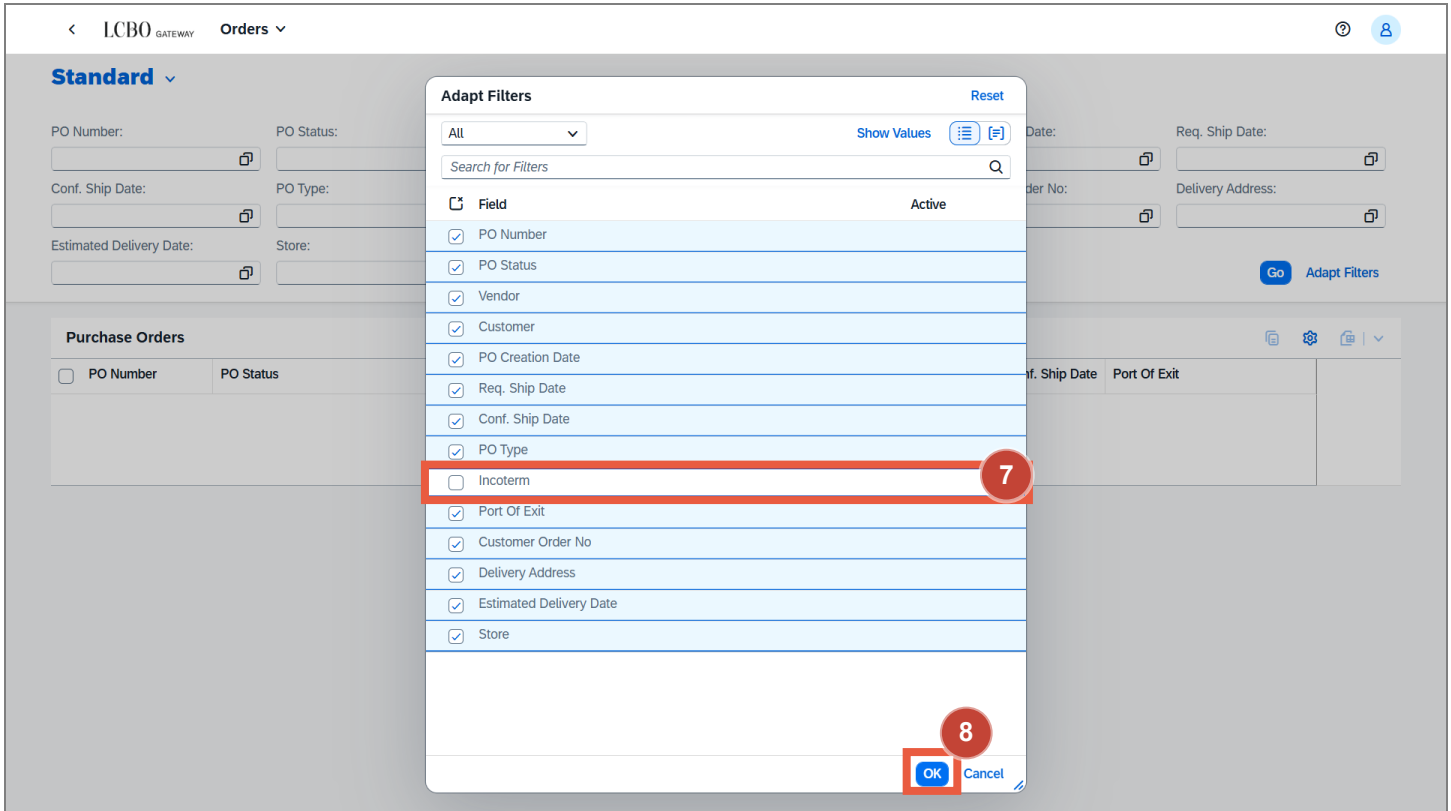 LCBO GATEWAY Orders
Standard
Adapt Filters Reset
PO Number: PO Status: Date: Req. Ship Date:
All Show Values
Search for Filters
Conf. Ship Date: PO Type: der No: Delivery Address:
Field Active
PO Number
Estimated Delivery Date: Store:
PO Status
Go Adapt Filters
Vendor
Customer
Purchase Orders
PO Creation Date
PO Number PO Status nf. Ship Date Port Of Exit
Req. Ship Date
Conf. Ship Date
PO Type
Incoterm 7
Port Of Exit
Customer Order No
Delivery Address
Estimated Delivery Date
Store
8
OK Cancel